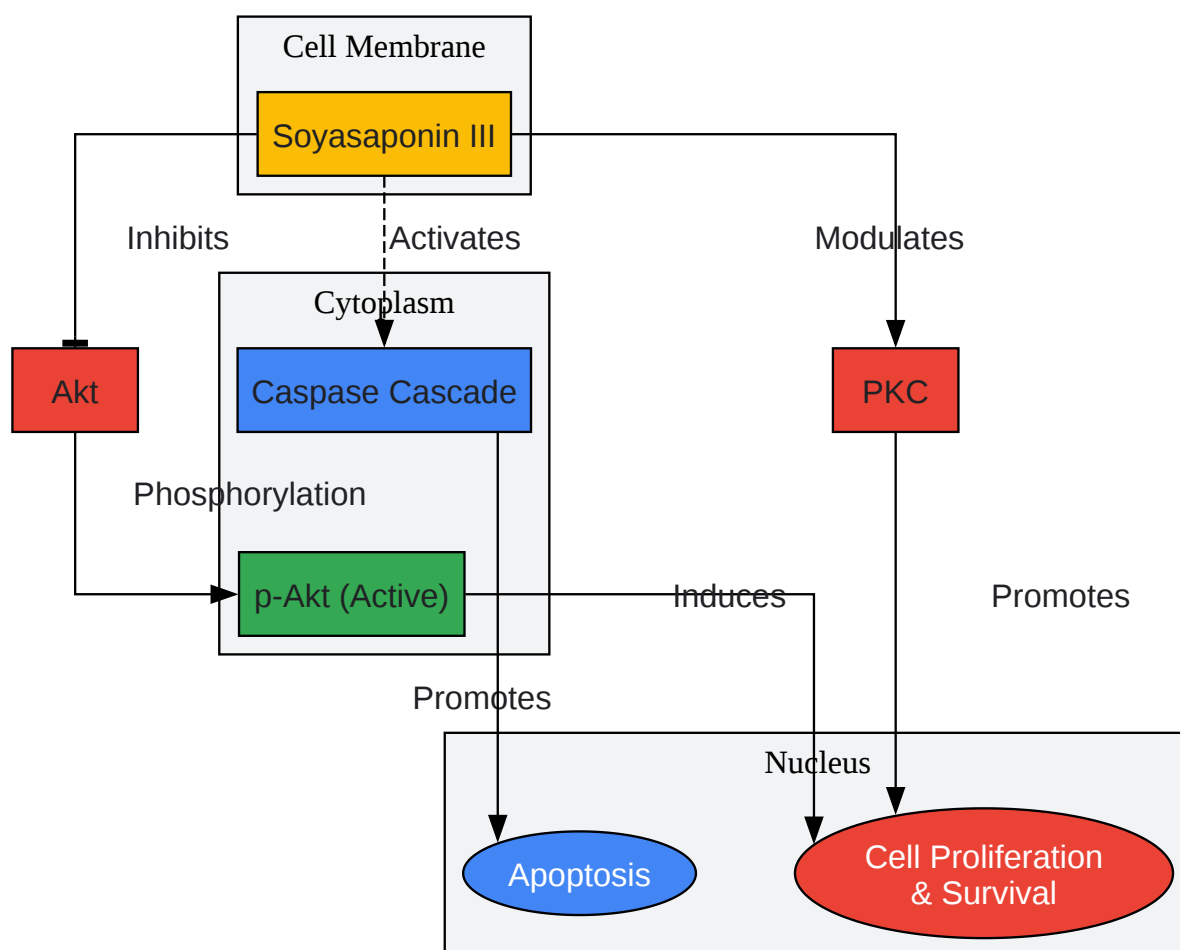 Cell Membrane
Soyasaponin III
Inhibits
Activates
Modulates
Cytoplasm
Akt
Caspase Cascade
PKC
Phosphorylation
p-Akt (Active)
Induces
Promotes
Promotes
Nucleus
Apoptosis
Cell Proliferation
& Survival